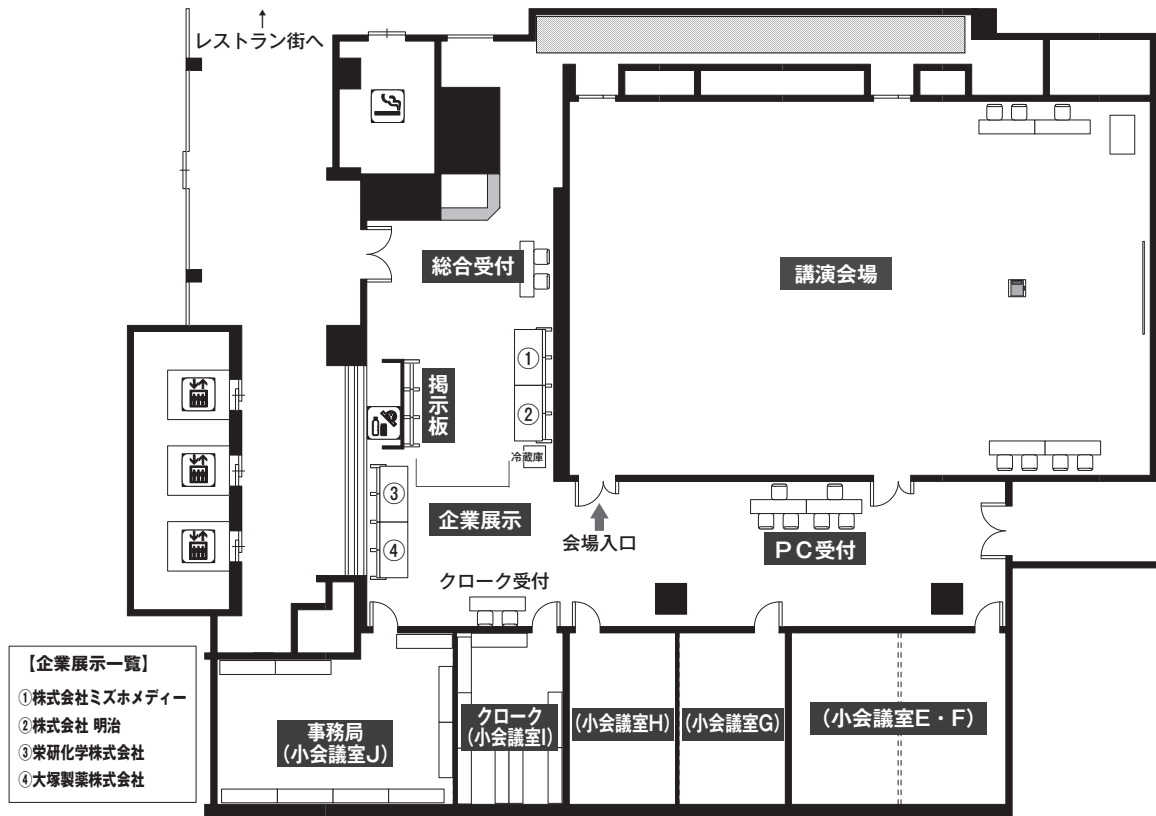 ↑
レストラン街へ
総合受付
講演会場
①
②
掲示板
冷蔵庫
③
④
企業展示
会場入口
PC受付
クローク受付
【企業展示一覧】
①株式会社ミズホメディー
②株式会社 明治
③栄研化学株式会社
④大塚製薬株式会社
事務局
(小会議室J)
クローク
(小会議室I)
(小会議室H)
(小会議室G)
(小会議室E・F)